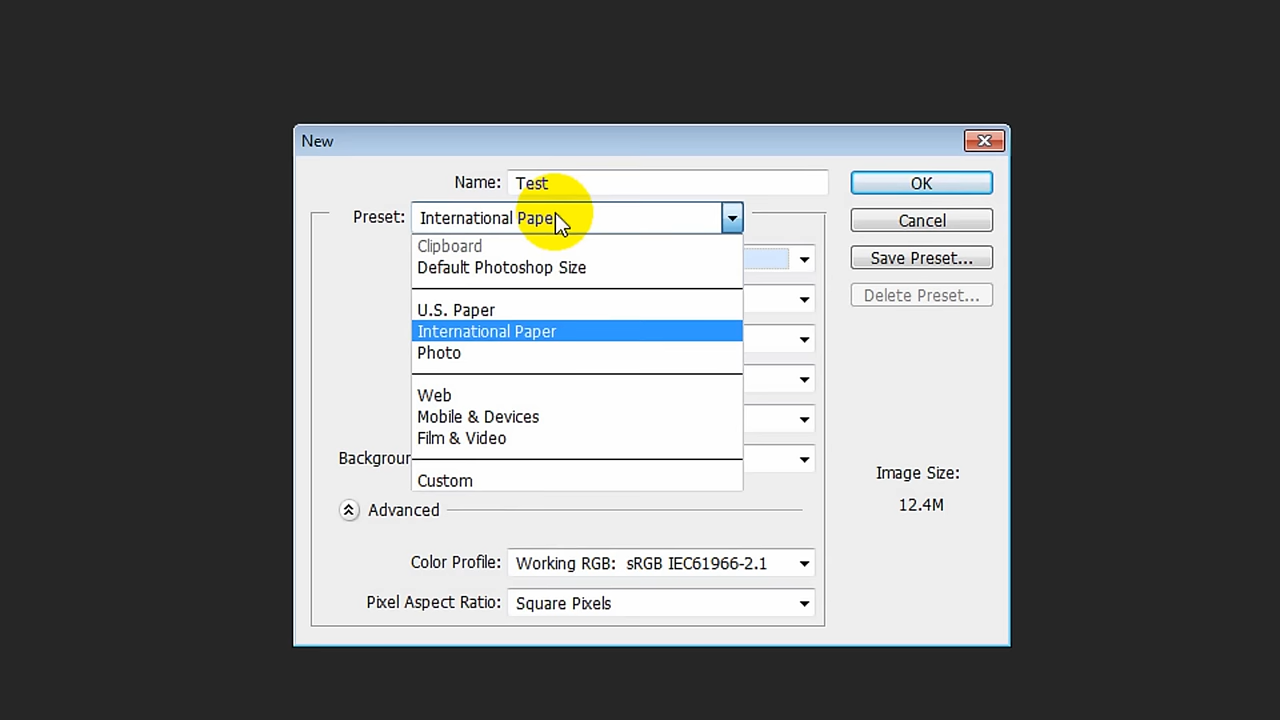 New
Name: Test
OK
Preset: International Pape
Cancel
Clipboard
Default Photoshop Size
Save Preset...
Delete Preset...
U.S. Paper
International Paper
Photo
Web
Mobile & Devices
Film & Video
Backgroun
Custom
Image Size:
12.4M
Advanced
Color Profile: Working RGB: sRGB IEC61966-2.1
Pixel Aspect Ratio: Square Pixels